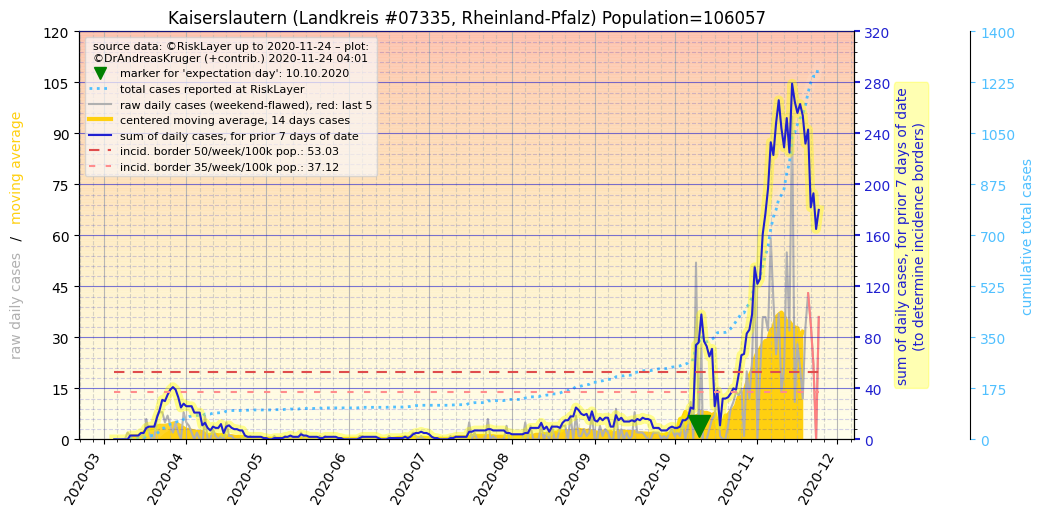 Kaiserslautern (Landkreis #07335, Rheinland-Pfalz) Population=106057
source data: ©RiskLayer up to 2020-11-24 – plot:
©DrAndreasKruger (+contrib.) 2020-11-24 04:01
marker for 'expectation day': 10.10.2020
total cases reported at RiskLayer
raw daily cases (weekend-flawed), red: last 5
centered moving average, 14 days cases
sum of daily cases, for prior 7 days of date
incid. border 50/week/100k pop.: 53.03
incid. border 35/week/100k pop.: 37.12
raw daily cases / moving average
120
105
90
75
60
45
30
15
0
2020-03
2020-04
2020-05
2020-06
2020-07
2020-08
2020-09
2020-10
2020-11
2020-12
320
280
240
200
160
120
80
40
0
sum of daily cases, for prior 7 days of date
(to determine incidence borders)
1400
1225
1050
875
700
525
350
175
0
cumulative total cases